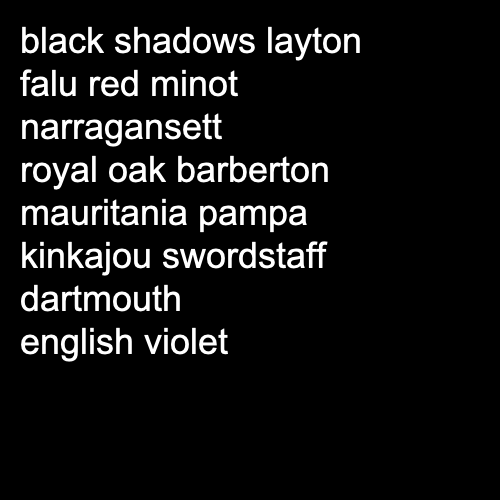 black shadows layton
falu red minot
narragansett
royal oak barberton
mauritania pampa
kinkajou swordstaff
dartmouth
english violet